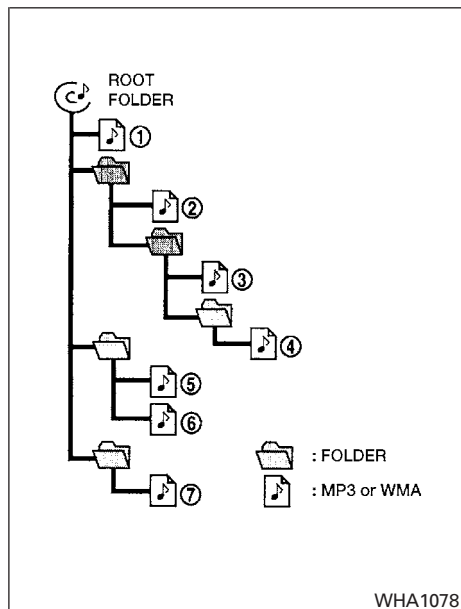 ROOT
FOLDER
①
②
③
④
⑤
⑥
: FOLDER
⑦
: MP3 or WMA
WHA1078